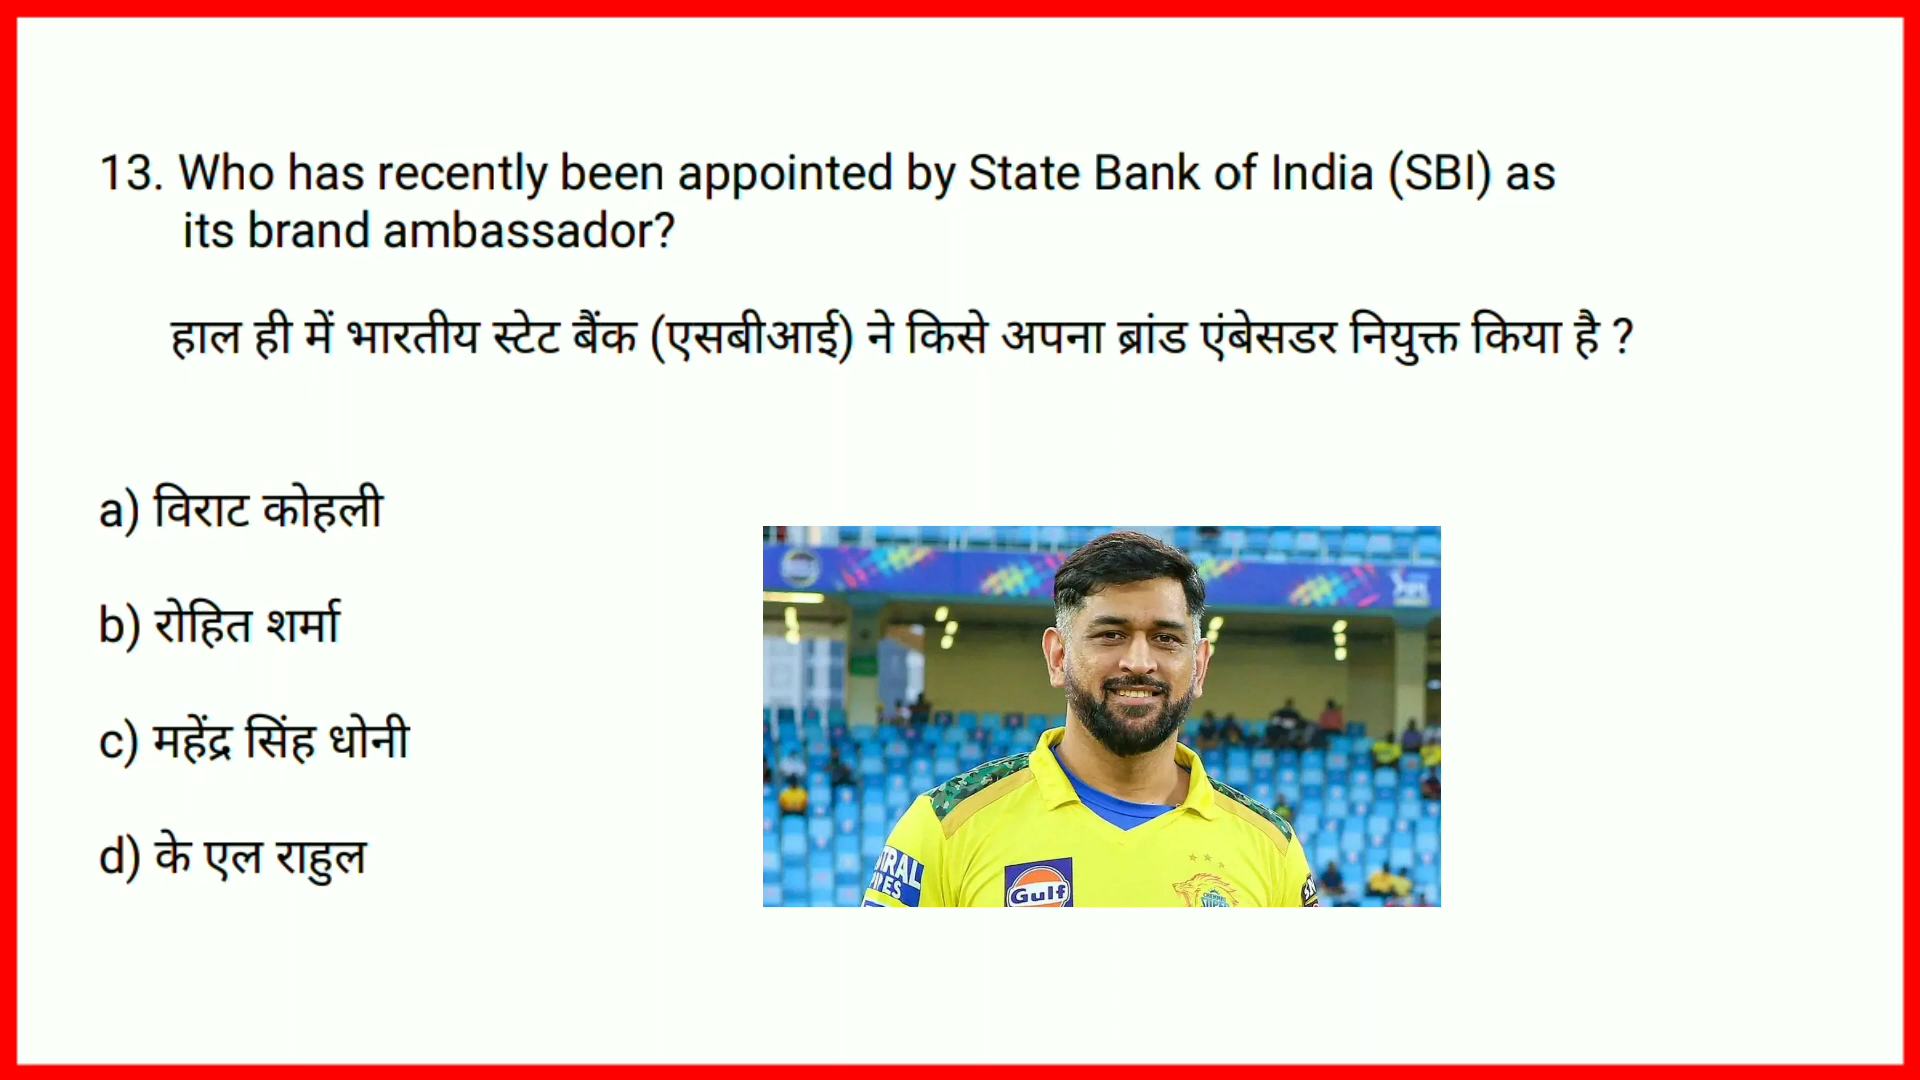 13. Who has recently been appointed by State Bank of India (SBI) as
its brand ambassador?
हाल ही में भारतीय स्टेट बैंक (एसबीआई) ने किसे अपना ब्रांड एंबेसडर नियुक्त किया है ?
a) विराट कोहली
b) रोहित शर्मा
c) महेंद्र सिंह धोनी
d) के एल राहुल
Gulf